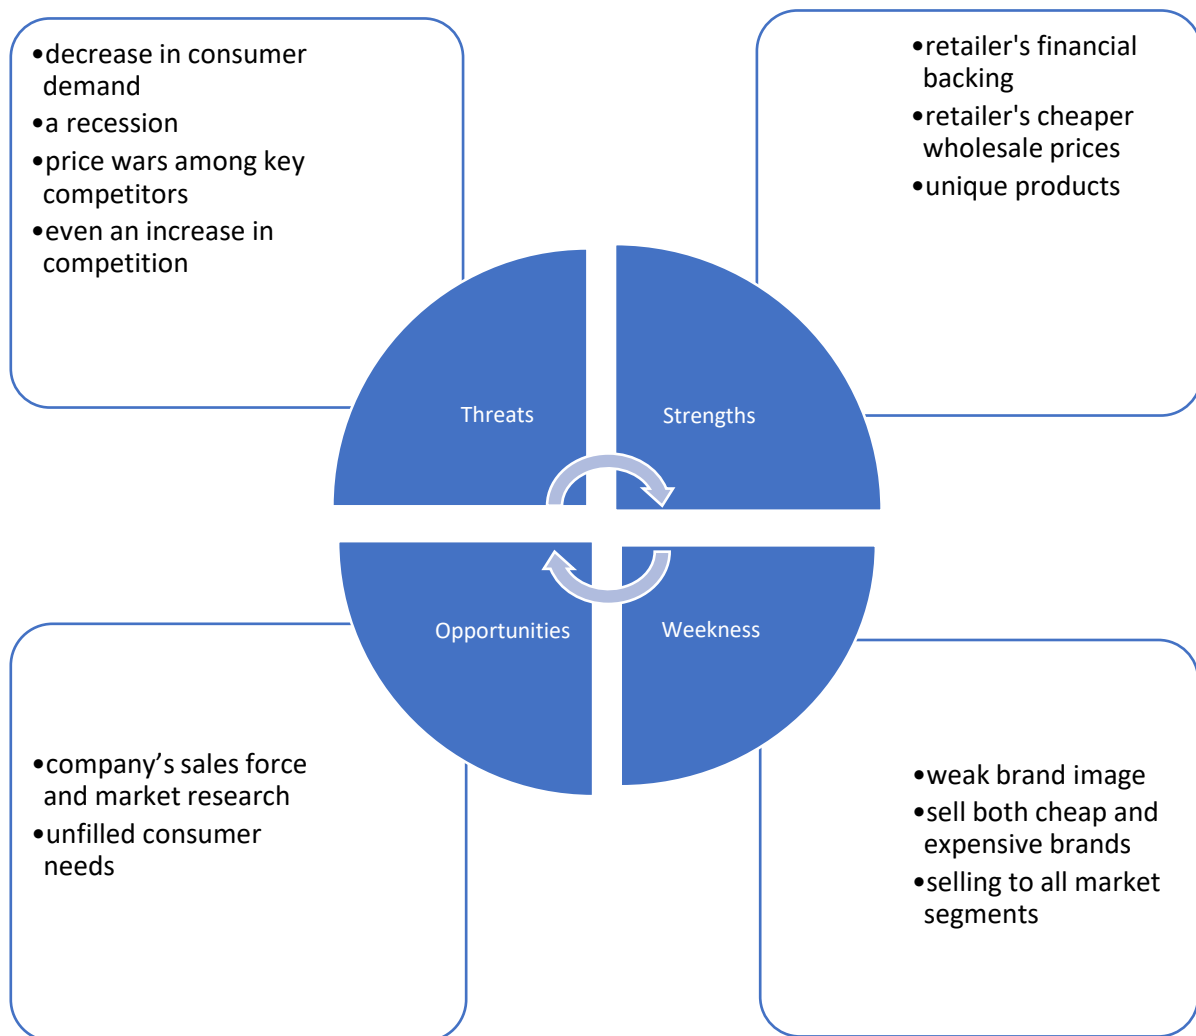 •decrease in consumer
demand
•a recession
•price wars among key
competitors
•even an increase in
competition
•retailer's financial
backing
•retailer's cheaper
wholesale prices
•unique products
Threats
Strengths
Opportunities
Weekness
•company’s sales force
and market research
•unfilled consumer
needs
•weak brand image
•sell both cheap and
expensive brands
•selling to all market
segments